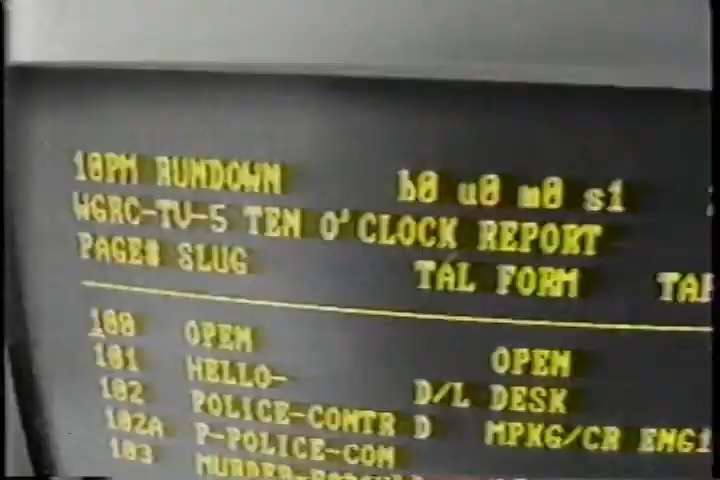 10PM RUNDOWN b0 u0 m0 s1
WGRC-TV-5 TEN O'CLOCK REPORT
PAGE# SLUG TAL FORM
100 OPEN OPEN
101 HELLO- D/L DESK
102 POLICE-CONTR D MPKG/CR ENG1
102A P-POLICE-COM
103